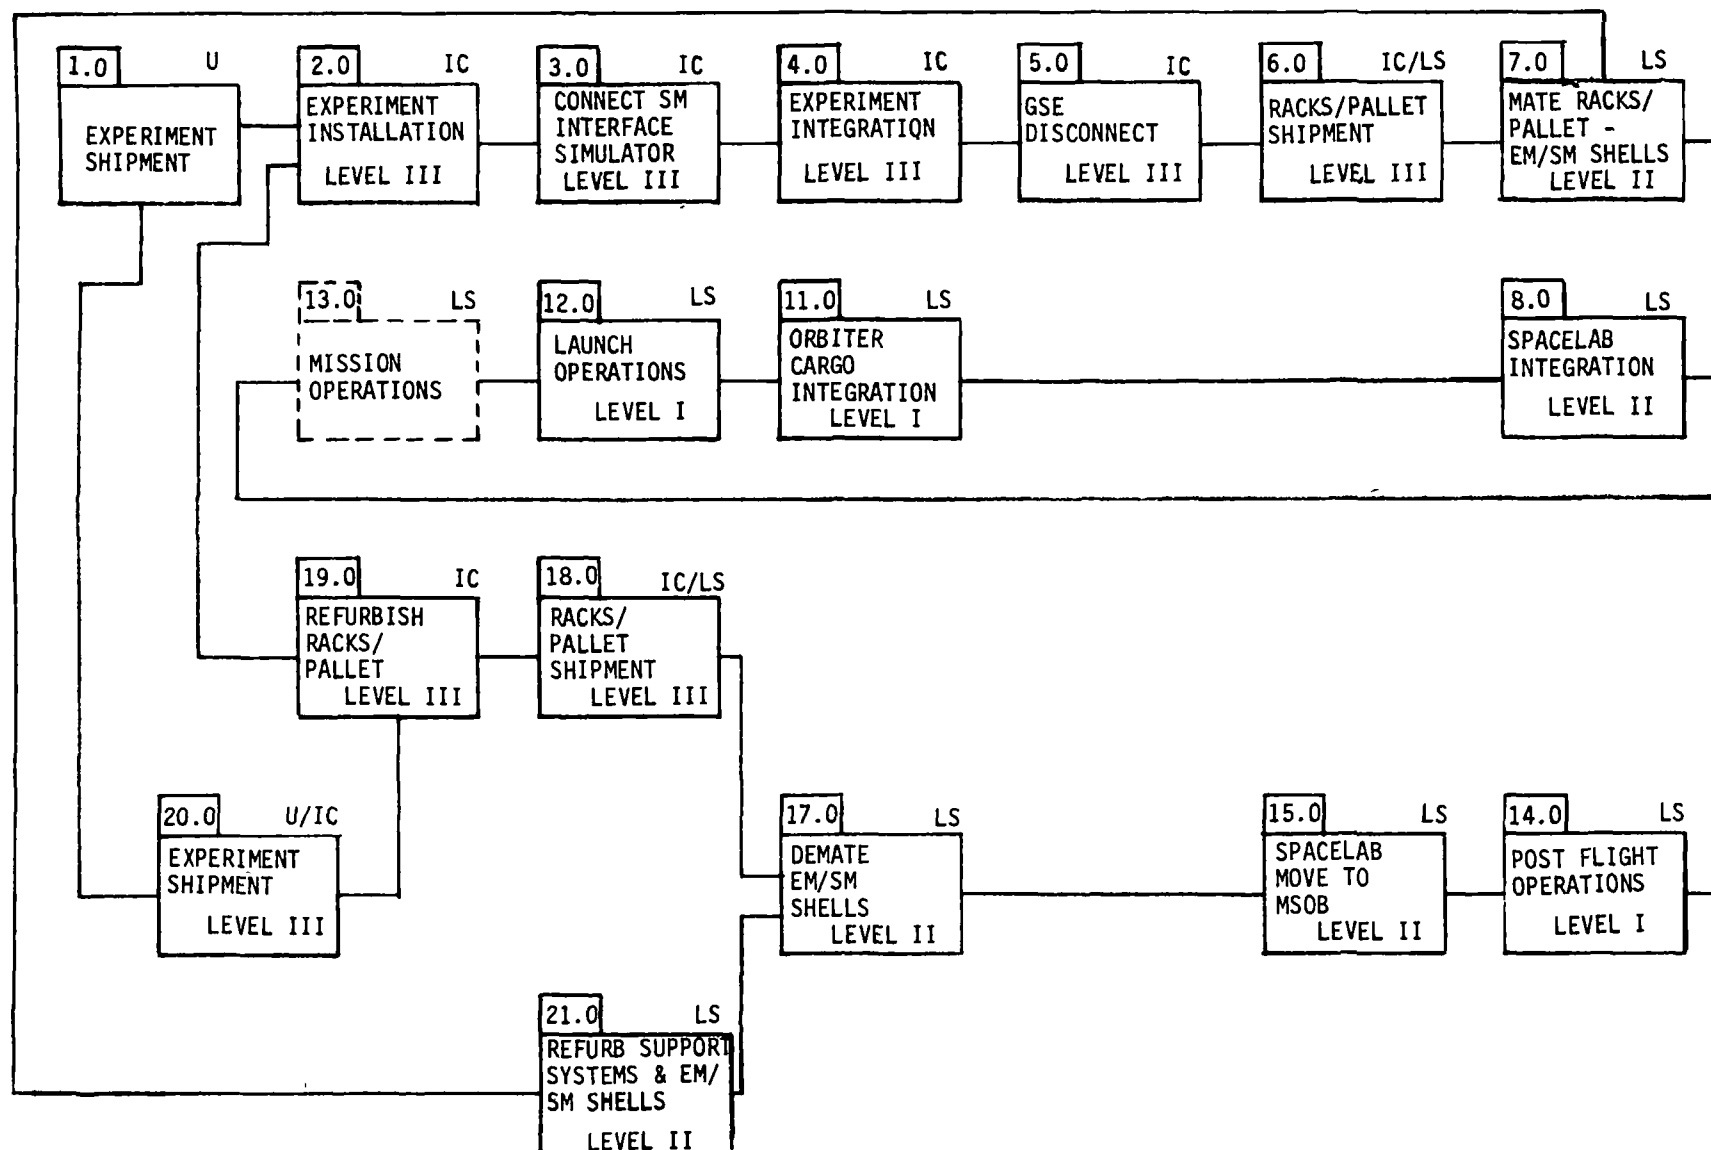 1.0 U
EXPERIMENT
SHIPMENT
2.0 IC
EXPERIMENT
INSTALLATION
LEVEL III
3.0 IC
CONNECT SM
INTERFACE
SIMULATOR
LEVEL III
4.0 IC
EXPERIMENT
INTEGRATION
LEVEL III
5.0 IC
GSE
DISCONNECT
LEVEL III
6.0 IC/LS
RACKS/PALLET
SHIPMENT
LEVEL III
7.0 LS
MATE RACKS/
PALLET -
EM/SM SHELLS
LEVEL II
13.0 LS
MISSION
OPERATIONS
12.0 LS
LAUNCH
OPERATIONS
LEVEL I
11.0 LS
ORBITER
CARGO
INTEGRATION
LEVEL I
8.0 LS
SPACELAB
INTEGRATION
LEVEL II
19.0 IC
REFURBISH
RACKS/
PALLET
LEVEL III
18.0 IC/LS
RACKS/
PALLET
SHIPMENT
LEVEL III
20.0 U/IC
EXPERIMENT
SHIPMENT
LEVEL III
17.0 LS
DEMATE
EM/SM
SHELLS
LEVEL II
15.0 LS
SPACELAB
MOVE TO
MSOB
LEVEL II
14.0 LS
POST FLIGHT
OPERATIONS
LEVEL I
21.0 LS
REFURB SUPPORT
SYSTEMS & EM/
SM SHELLS
LEVEL II